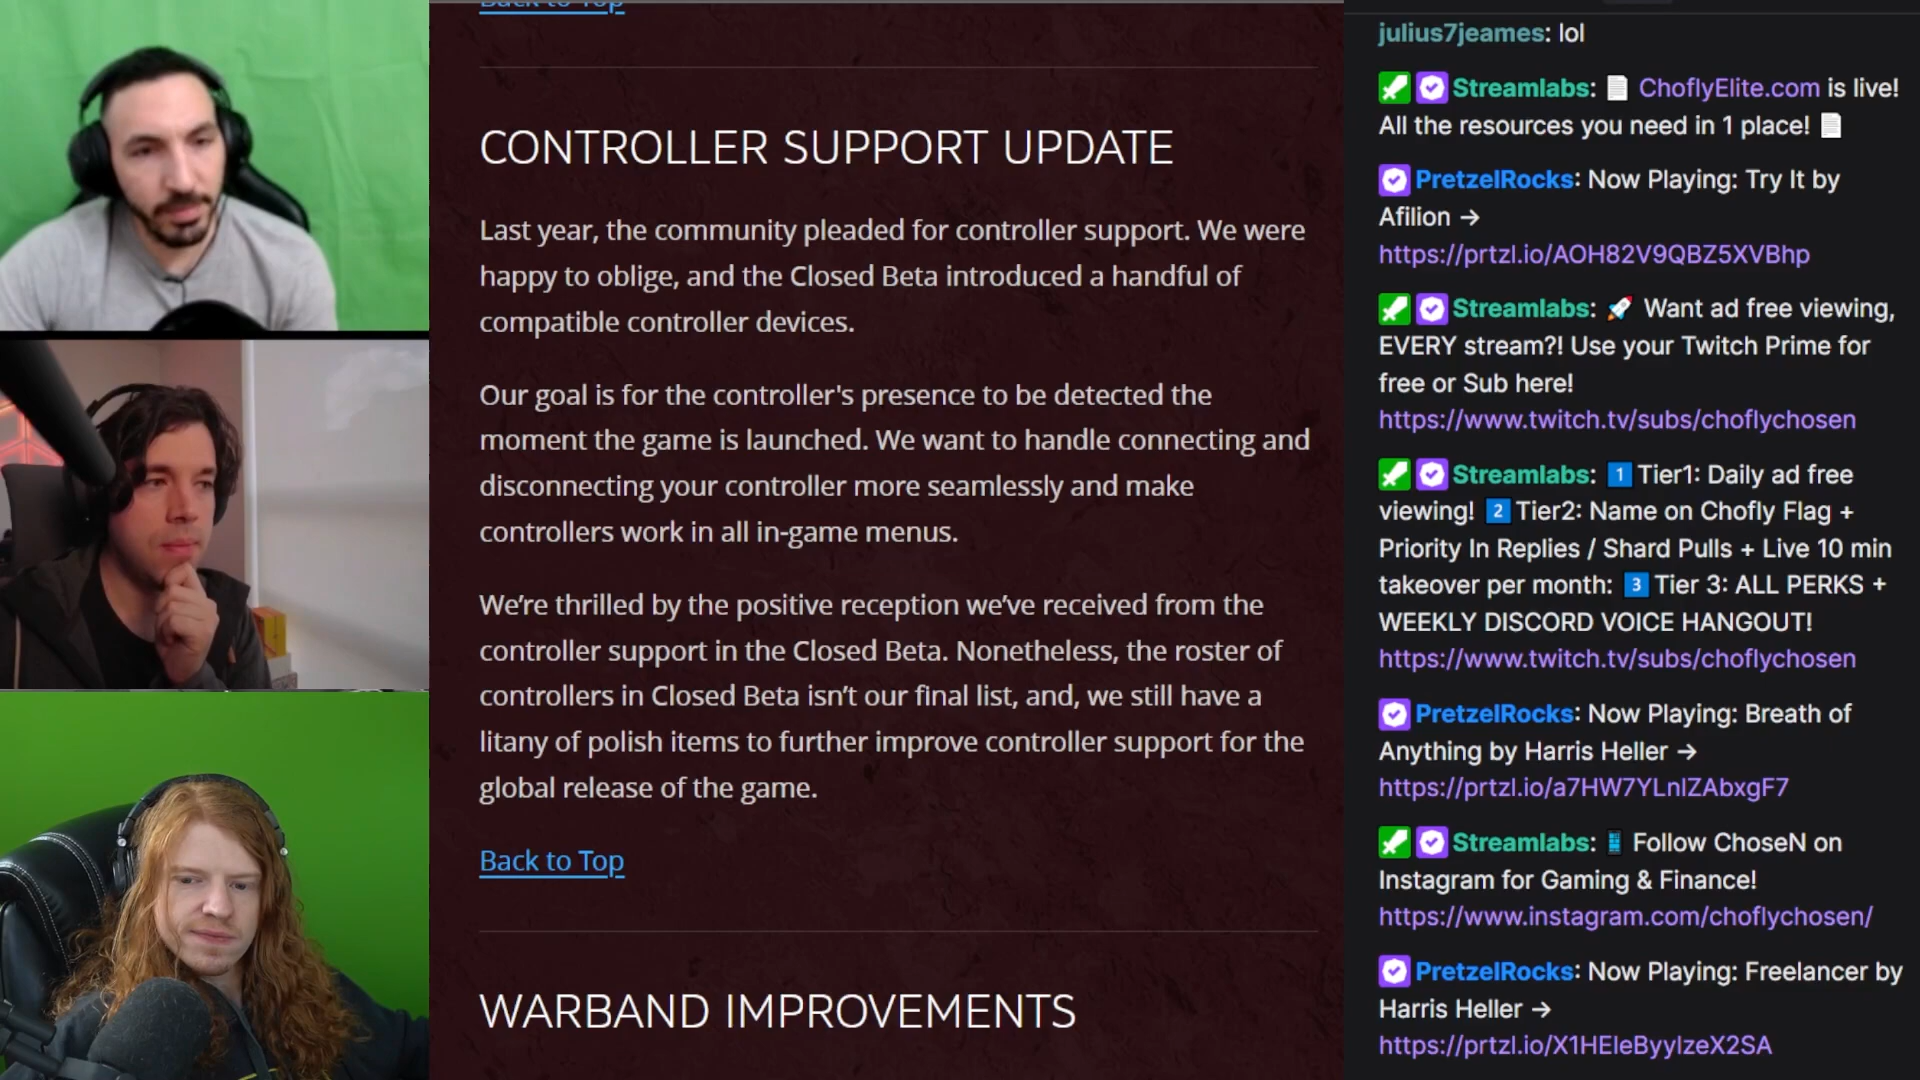 Back to Top
CONTROLLER SUPPORT UPDATE
Last year, the community pleaded for controller support. We were
happy to oblige, and the Closed Beta introduced a handful of
compatible controller devices.
Our goal is for the controller's presence to be detected the
moment the game is launched. We want to handle connecting and
disconnecting your controller more seamlessly and make
controllers work in all in-game menus.
We’re thrilled by the positive reception we’ve received from the
controller support in the Closed Beta. Nonetheless, the roster of
controllers in Closed Beta isn’t our final list, and, we still have a
litany of polish items to further improve controller support for the
global release of the game.
Back to Top
WARBAND IMPROVEMENTS
julius7jeames: lol
Streamlabs: ChoflyElite.com is live!
All the resources you need in 1 place!
PretzelRocks: Now Playing: Try It by
Afilion →
https://prtzl.io/AOH82V9QBZ5XVBhp
Streamlabs: 🚀 Want ad free viewing,
EVERY stream?! Use your Twitch Prime for
free or Sub here!
https://www.twitch.tv/subs/choflychosen
Streamlabs: 1 Tier1: Daily ad free
viewing! 2 Tier2: Name on Chofly Flag +
Priority In Replies / Shard Pulls + Live 10 min
takeover per month: 3 Tier 3: ALL PERKS +
WEEKLY DISCORD VOICE HANGOUT!
https://www.twitch.tv/subs/choflychosen
PretzelRocks: Now Playing: Breath of
Anything by Harris Heller →
https://prtzl.io/a7HW7YLnlZAbxgF7
Streamlabs: Follow ChoseN on
Instagram for Gaming & Finance!
https://www.instagram.com/choflychosen/
PretzelRocks: Now Playing: Freelancer by
Harris Heller →
https://prtzl.io/X1HEleByylzeX2SA